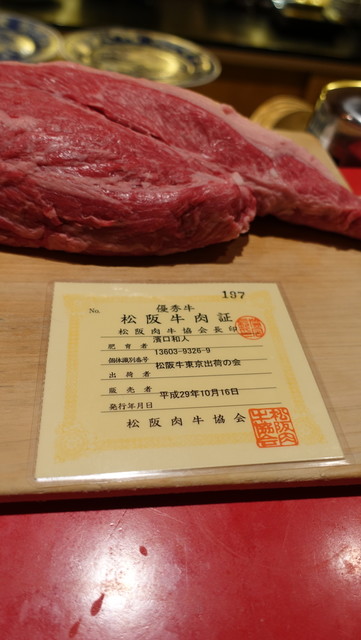 No. 197
優秀牛
松阪牛肉証
松阪肉牛協会長印
肥育者 濱口和人
個体識別番号 13603-9326-9
出荷者 松阪牛東京出荷の会
販売者
発行年月日 平成29年10月16日
松阪肉牛協会
松阪肉牛協会